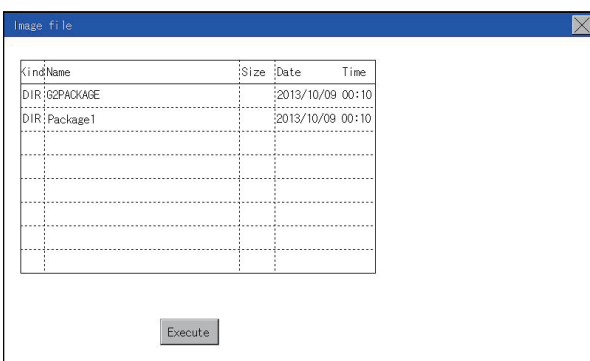 Image file
Kind Name Size Date Time
DIR G2PACKAGE 2013/10/09 00:10
DIR Package1 2013/10/09 00:10
Execute